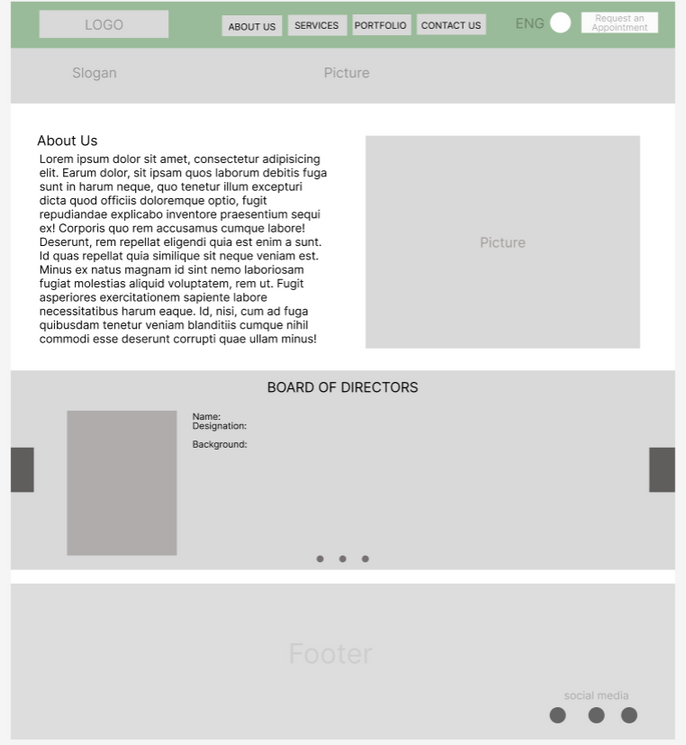 LOGO
ABOUT US
SERVICES
PORTFOLIO
CONTACT US
ENG
Request an
Appointment
Slogan
Picture
About Us
Lorem ipsum dolor sit amet, consectetur adipisicing
elit. Earum dolor, sit ipsam quos laborum debitis fuga
sunt in harum neque, quo tenetur illum excepturi
dicta quod officiis doloremque optio, fugit
repudiandae explicabo inventore praesentium sequi
ex! Corporis quo rem accusamus cumque labore!
Deserunt, rem repellat eligendi quia est enim a sunt.
Id quas repellat quia similique sit neque veniam est.
Minus ex natus magnam id sint nemo laboriosam
fugiat molestias aliquid voluptatem, rem ut. Fugit
asperiores exercitationem sapiente labore
necessitatibus harum eaque. Id, nisi, cum ad fuga
quibusdam tenetur veniam blanditiis cumque nihil
commodi esse deserunt corrupti quae ullam minus!
Picture
BOARD OF DIRECTORS
Name:
Designation:
Background:
Footer
social media